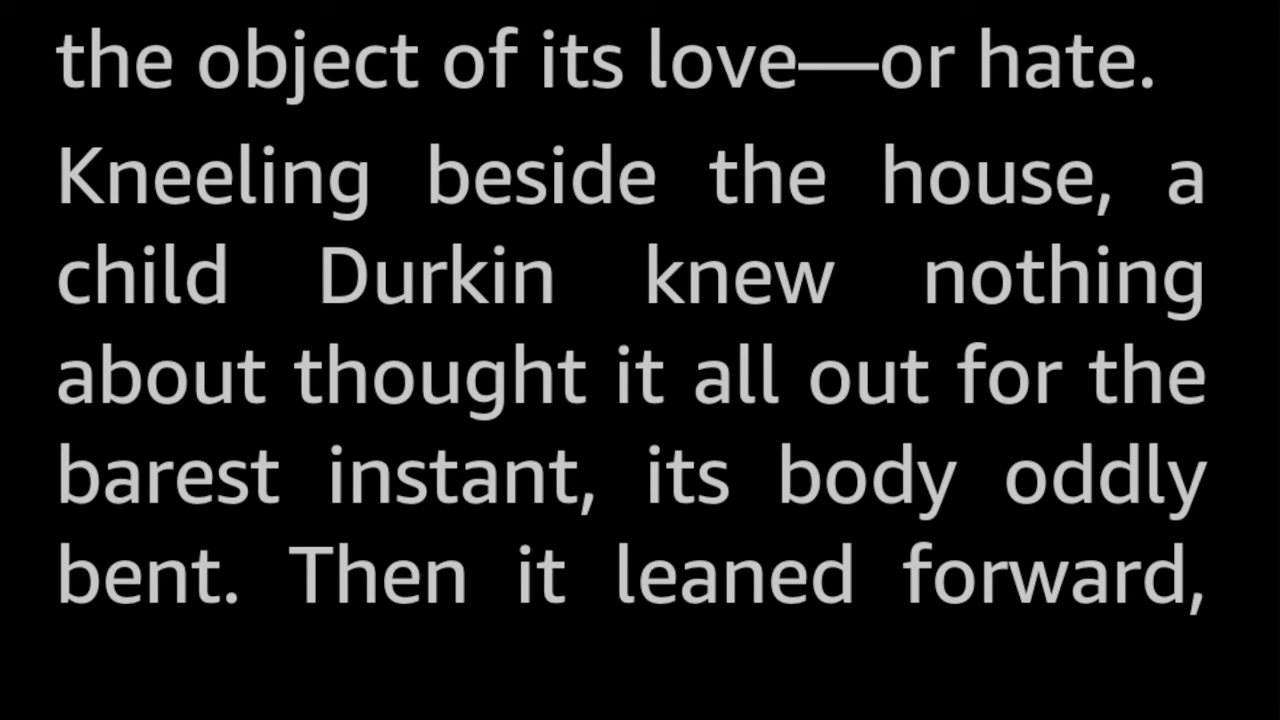 the object of its love—or hate.
Kneeling beside the house, a
child Durkin knew nothing
about thought it all out for the
barest instant, its body oddly
bent. Then it leaned forward,